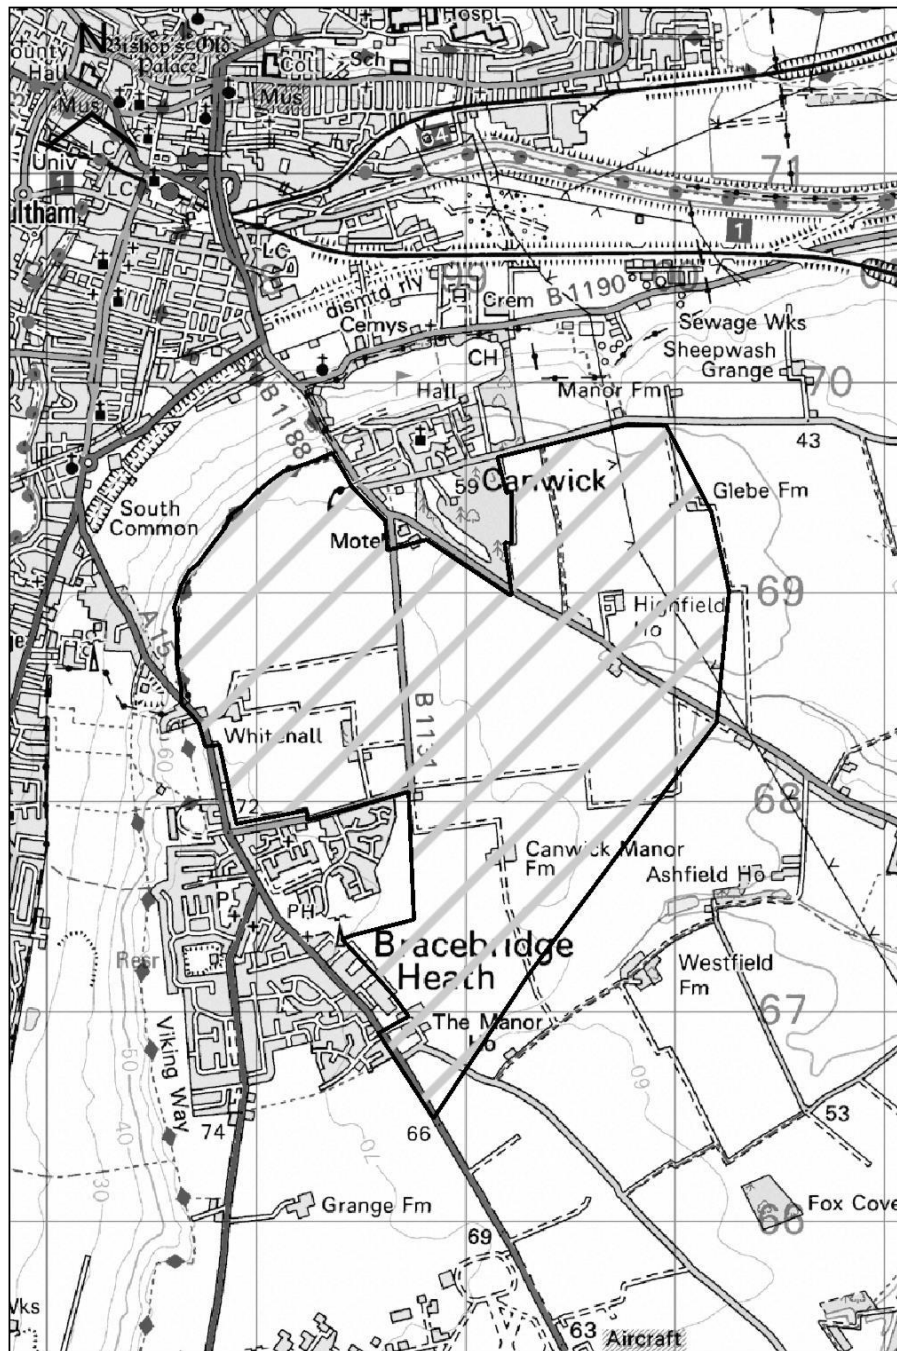 N
Bishop's Old
Palace
Hosp
County
Hall
Coll
Sch
Mus
Mus
64
LC
Univ
LC
71
1
ultham
1
LC
99
dismtd rly
Crem
B 1190
Cemys
Sewage Wks
CH
Sheepwash
Grange
Hall
Manor Fm
70
B 1188
43
59
Canwick
Glebe Fm
South
Common
Motel
69
Highfield
Ho
A 15
B 1131
Whitehall
60
72
68
Canwick Manor
Fm
Ashfield Ho
P
PH
Bracebridge
Heath
Resr
Westfield
Fm
67
The Manor
Ho
Viking Way
50
60
53
74
66
40
70
30
Grange Fm
Fox Cove
66
69
Wks
63
Aircraft